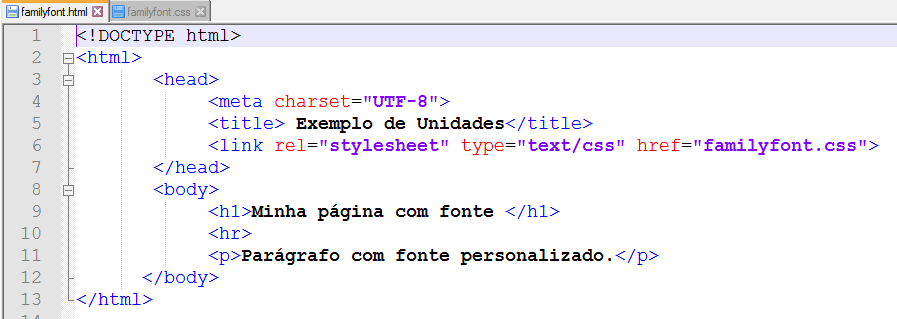 familyfont.html familyfont.css
1 <!DOCTYPE html>
2 <html>
3 <head>
4 <meta charset="UTF-8">
5 <title> Exemplo de Unidades</title>
6 <link rel="stylesheet" type="text/css" href="familyfont.css">
7 </head>
8 <body>
9 <h1>Minha página com fonte </h1>
10 <hr>
11 <p>Parágrafo com fonte personalizado.</p>
12 </body>
13 </html>